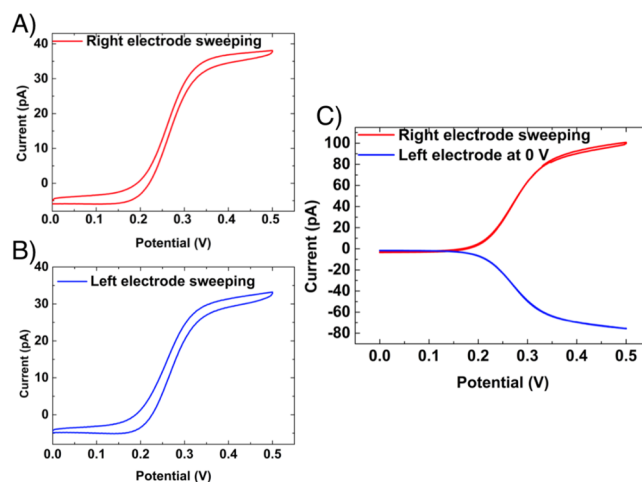 A)
40
30
20
10
0
Current (pA)
Right electrode sweeping
0.0 0.1 0.2 0.3 0.4 0.5
Potential (V)
B)
40
30
20
10
0
Current (pA)
Left electrode sweeping
0.0 0.1 0.2 0.3 0.4 0.5
Potential (V)
C)
100
80
60
40
20
0
-20
-40
-60
-80
Current (pA)
Right electrode sweeping
Left electrode at 0 V
0.0 0.1 0.2 0.3 0.4 0.5
Potential (V)